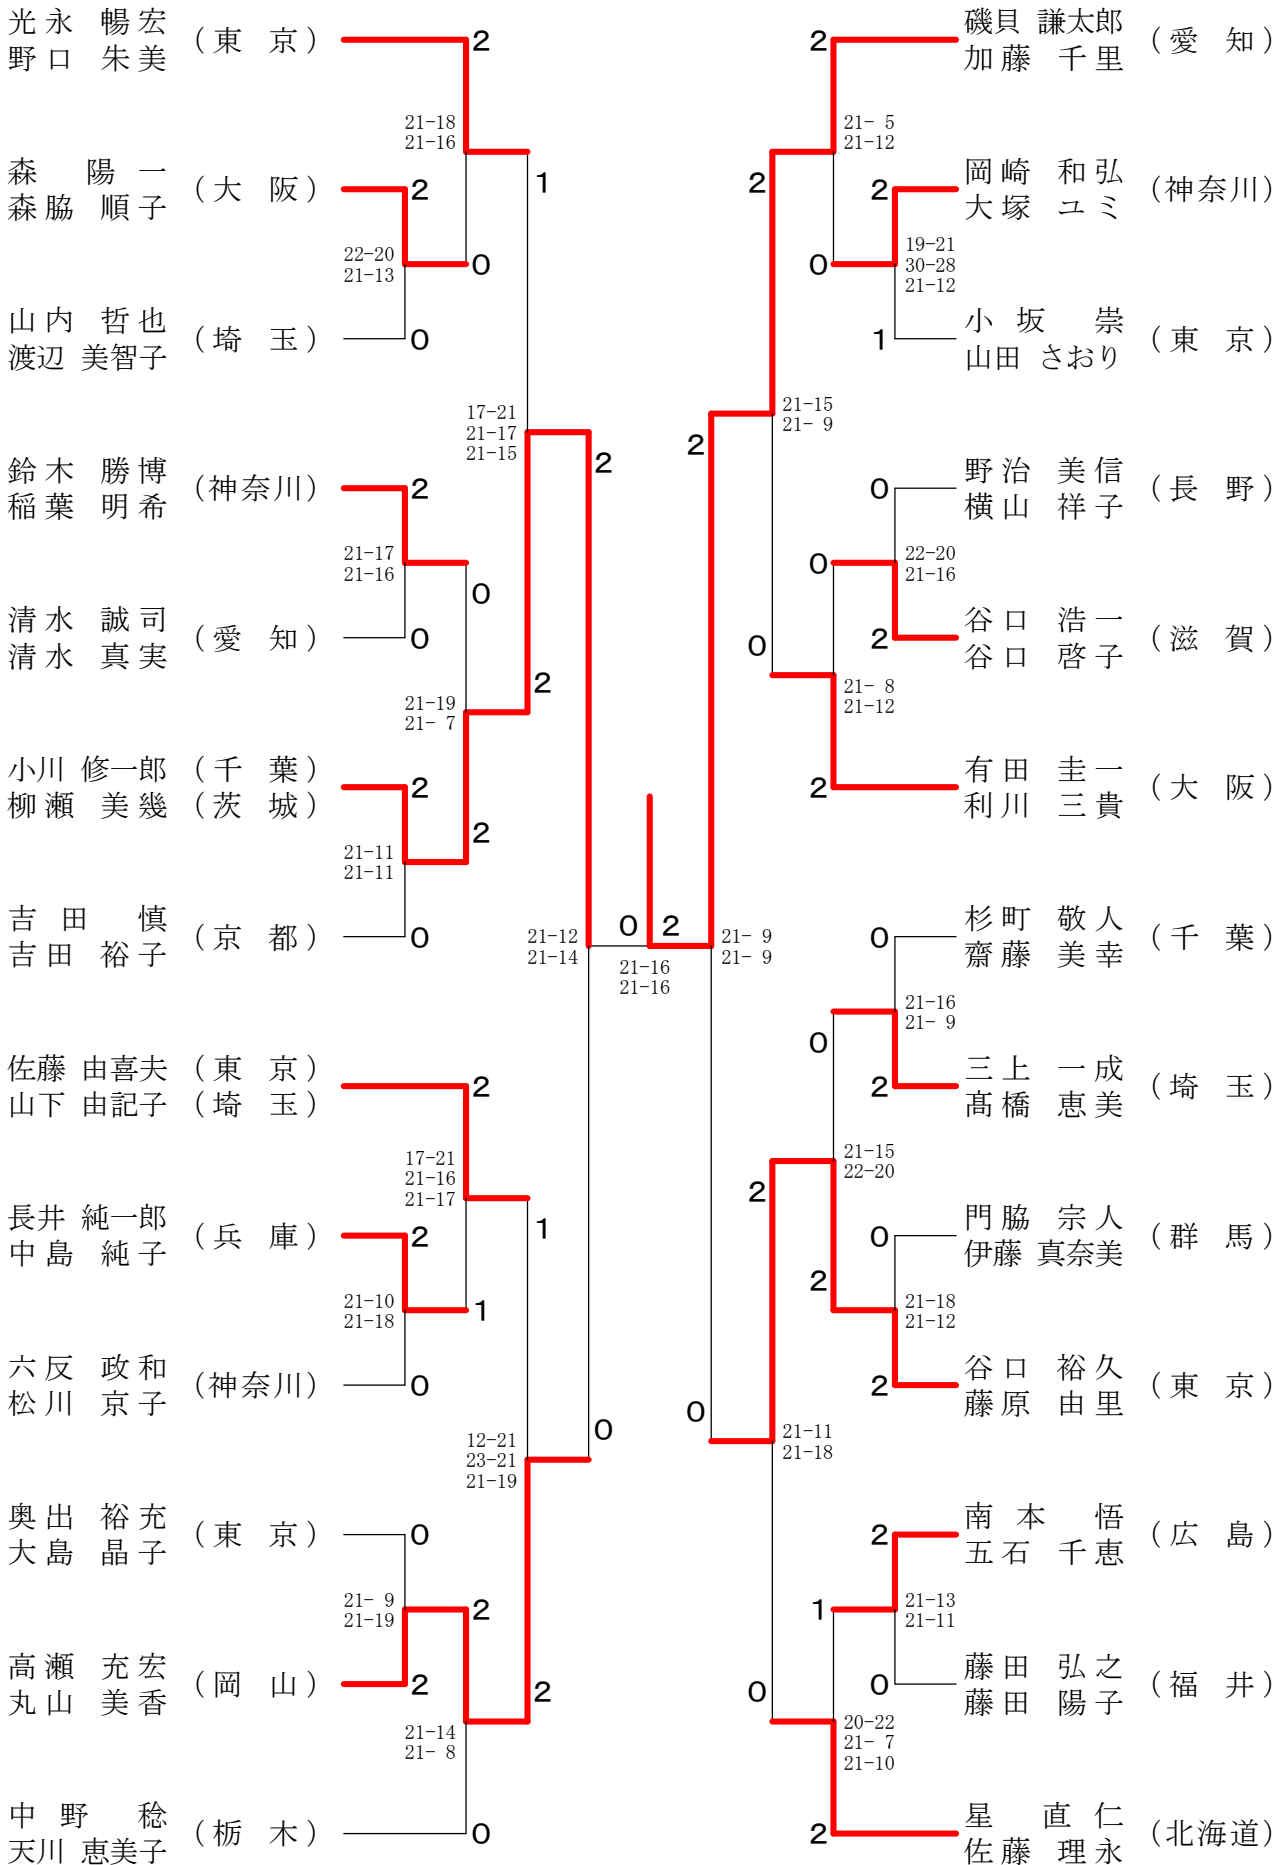 光永 暢宏
野口 朱美
(東 京)
2
21-18
21-16
森 陽一
森脇 順子
(大 阪)
2
1
22-20
21-13
0
山内 哲也
渡辺 美智子
(埼 玉)
0
17-21
21-17
21-15
2
鈴木 勝博
稲葉 明希
(神奈川)
2
21-17
21-16
0
清水 誠司
清水 真実
(愛 知)
0
21-19
21- 7
2
小川 修一郎
柳瀬 美幾
(千 葉)
(茨 城)
2
21-11
21-11
2
吉田 慎
吉田 裕子
(京 都)
0
21-12
21-14
0
2
21-16
21-16
佐藤 由喜夫
山下 由記子
(東 京)
(埼 玉)
2
17-21
21-16
21-17
長井 純一郎
中島 純子
(兵 庫)
2
1
21-10
21-18
1
六反 政和
松川 京子
(神奈川)
0
12-21
23-21
21-19
0
奥出 裕充
大島 晶子
(東 京)
0
21- 9
21-19
2
高瀬 充宏
丸山 美香
(岡 山)
2
2
21-14
21- 8
中野 稔
天川 恵美子
(栃 木)
0
2
磯貝 謙太郎
加藤 千里
(愛 知)
21- 5
21-12
2
2
岡崎 和弘
大塚 ユミ
(神奈川)
0
19-21
30-28
21-12
1
小坂 崇
山田 さおり
(東 京)
2
21-15
21- 9
0
野治 美信
横山 祥子
(長 野)
0
22-20
21-16
0
2
谷口 浩一
谷口 啓子
(滋 賀)
21- 8
21-12
2
有田 圭一
利川 三貴
(大 阪)
21- 9
21- 9
0
杉町 敬人
齋藤 美幸
(千 葉)
0
21-16
21- 9
2
三上 一成
髙橋 恵美
(埼 玉)
21-15
22-20
2
0
門脇 宗人
伊藤 真奈美
(群 馬)
2
21-18
21-12
2
谷口 裕久
藤原 由里
(東 京)
0
21-11
21-18
2
南本 悟
五石 千恵
(広 島)
1
21-13
21-11
0
0
藤田 弘之
藤田 陽子
(福 井)
20-22
21- 7
21-10
2
星 直仁
佐藤 理永
(北海道)